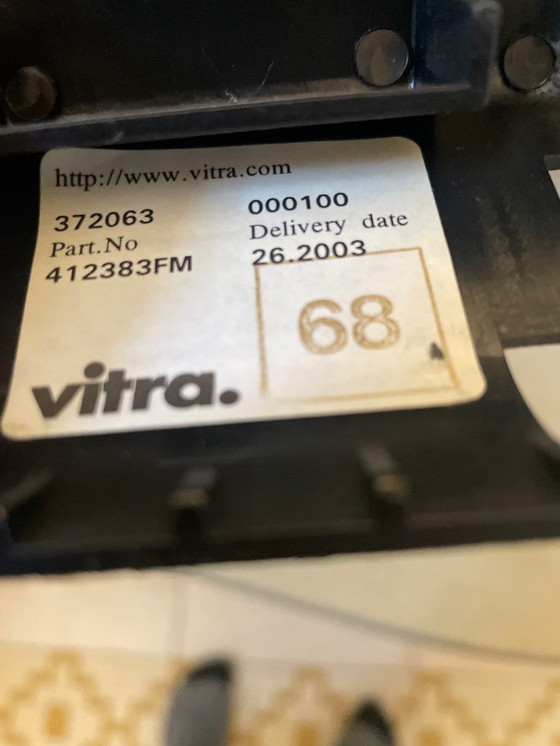 http://www.vitra.com
372063 000100
Part.No Delivery date
412383FM 26.2003
68
vitra.